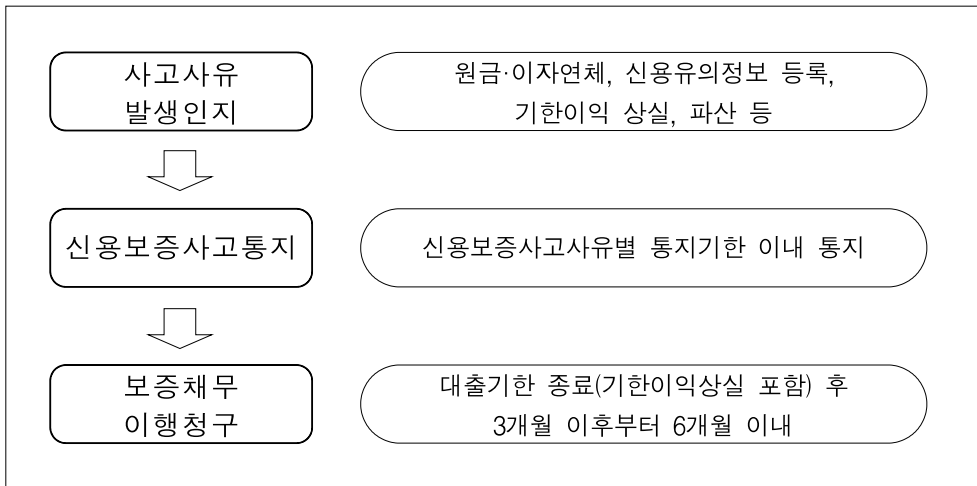 사고사유
발생인지
원금·이자연체, 신용유의정보 등록,
기한이익 상실, 파산 등
신용보증사고통지
신용보증사고사유별 통지기한 이내 통지
보증채무
이행청구
대출기한 종료(기한이익상실 포함) 후
3개월 이후부터 6개월 이내